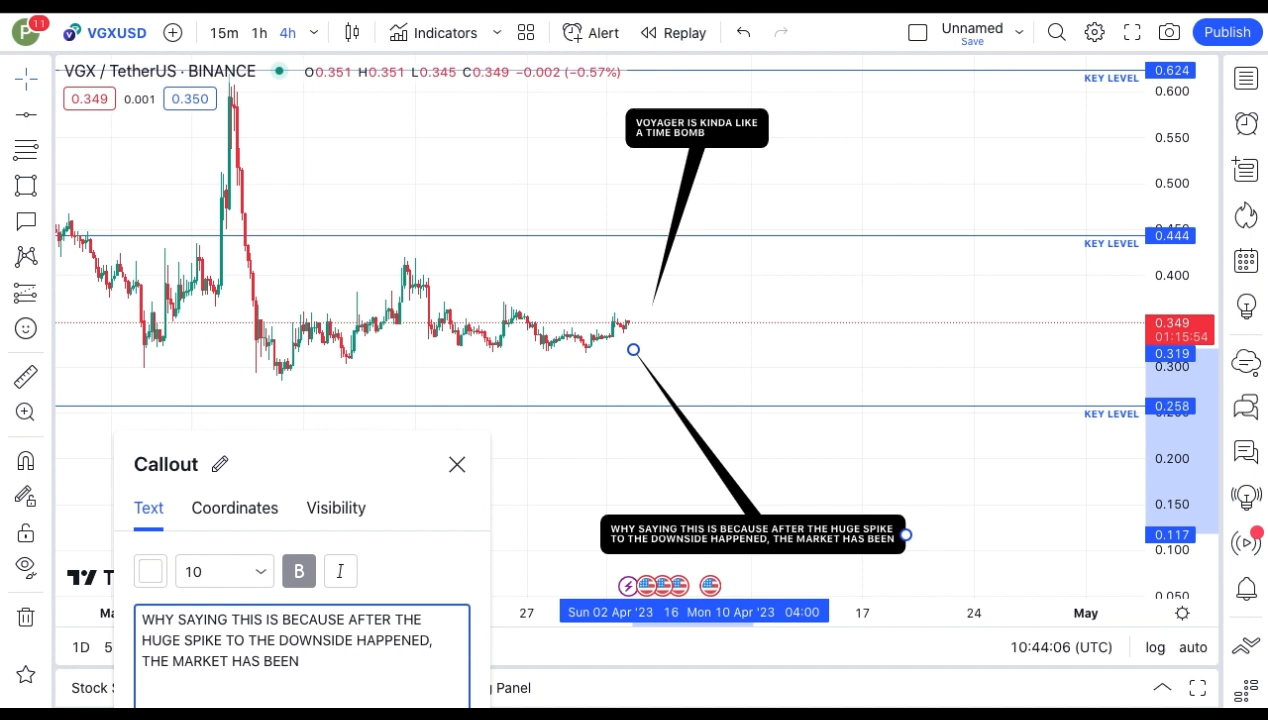 P 11 VGXUSD 15m 1h 4h Indicators Alert Replay Unnamed Save Publish
VGX / TetherUS · BINANCE O0.351 H0.351 L0.345 C0.349 −0.002 (−0.57%)
0.349 0.001 0.350
0.624
KEY LEVEL
0.600
VOYAGER IS KINDA LIKE
A TIME BOMB
0.550
0.500
0.444
KEY LEVEL
0.400
0.349
01:15:54
0.319
0.300
0.258
KEY LEVEL
0.200
0.150
WHY SAYING THIS IS BECAUSE AFTER THE HUGE SPIKE
TO THE DOWNSIDE HAPPENED, THE MARKET HAS BEEN
0.117
0.100
0.050
Callout
Text Coordinates Visibility
10 B I
WHY SAYING THIS IS BECAUSE AFTER THE
HUGE SPIKE TO THE DOWNSIDE HAPPENED,
THE MARKET HAS BEEN
27 Sun 02 Apr '23 16 Mon 10 Apr '23 04:00 17 24 May
1D 5 10:44:06 (UTC) log auto
Stock Panel